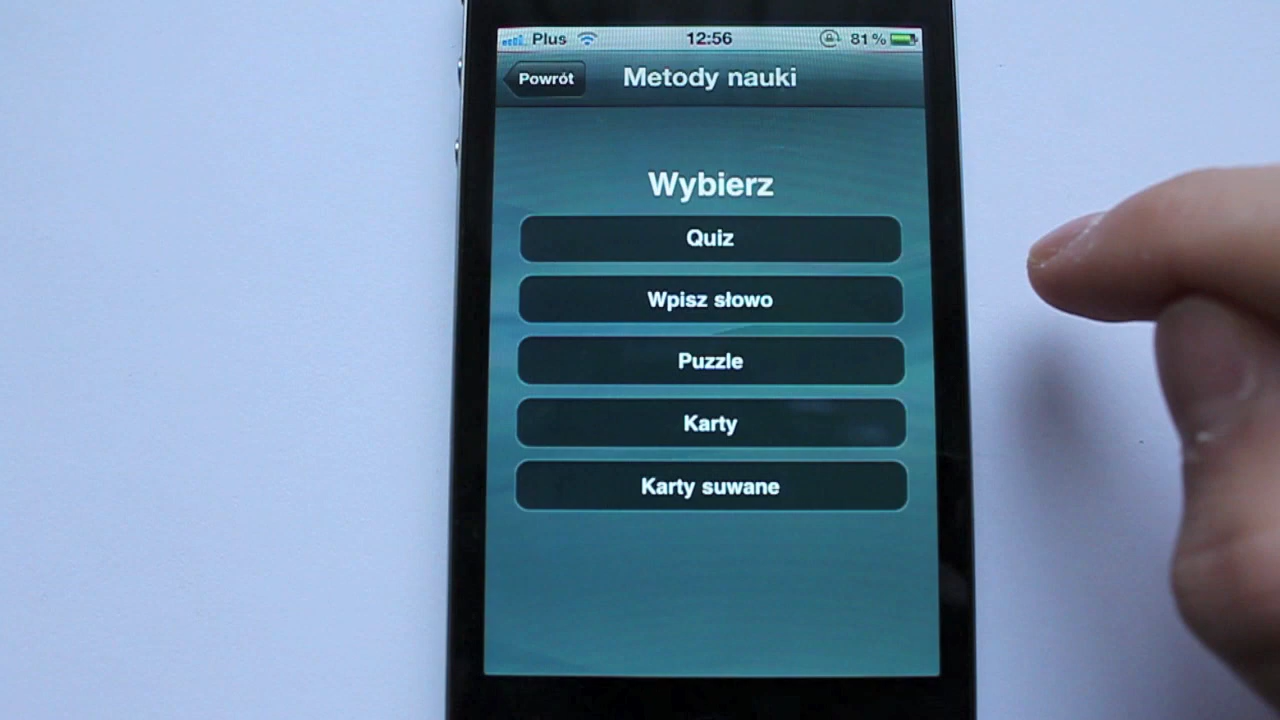 Plus 12:56 81%
Powrót Metody nauki
Wybierz
Quiz
Wpisz słowo
Puzzle
Karty
Karty suwane